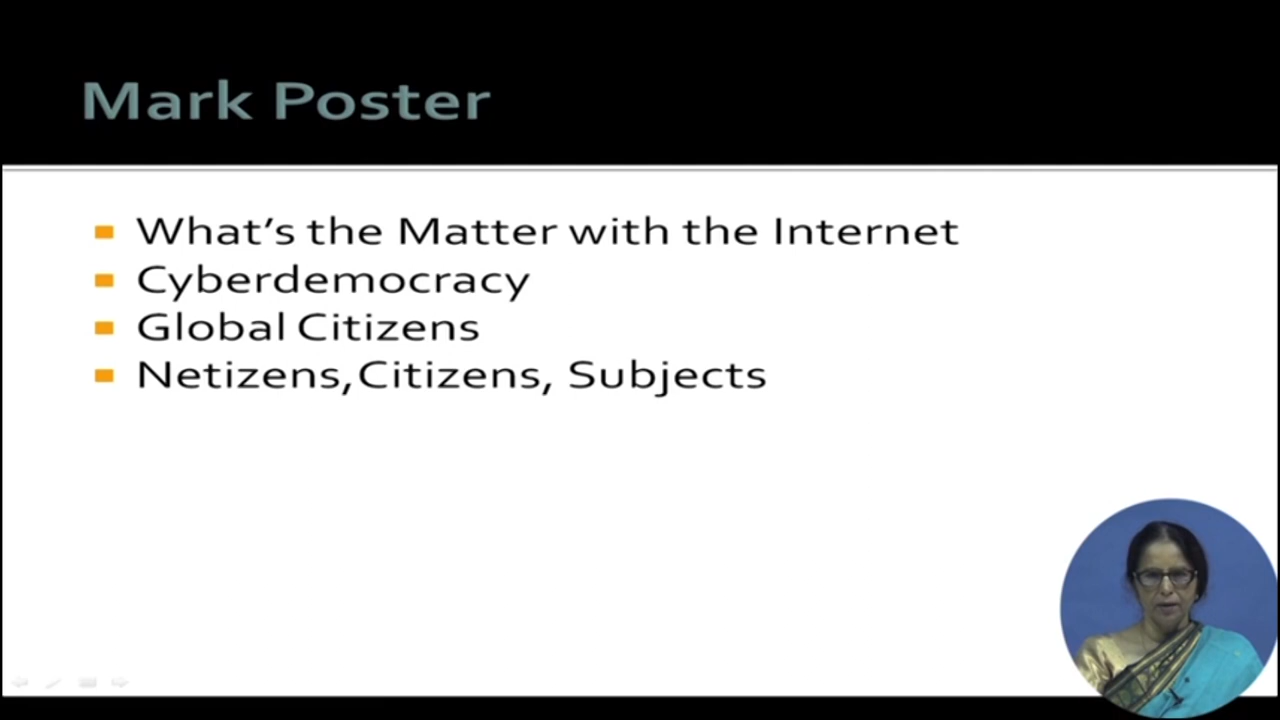 Mark Poster
What's the Matter with the Internet
Cyberdemocracy
Global Citizens
Netizens,Citizens, Subjects